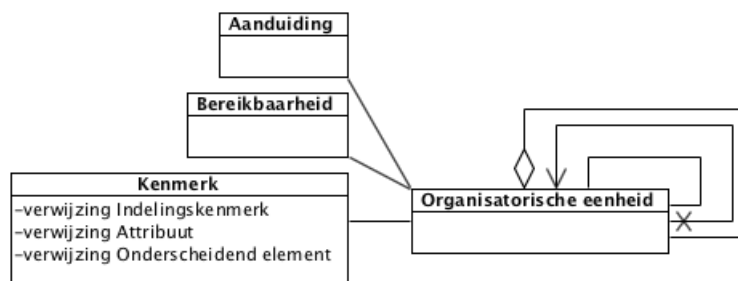 Aanduiding
Bereikbaarheid
Kenmerk
–verwijzing Indelingskenmerk
–verwijzing Attribuut
–verwijzing Onderscheidend element
Organisatorische eenheid